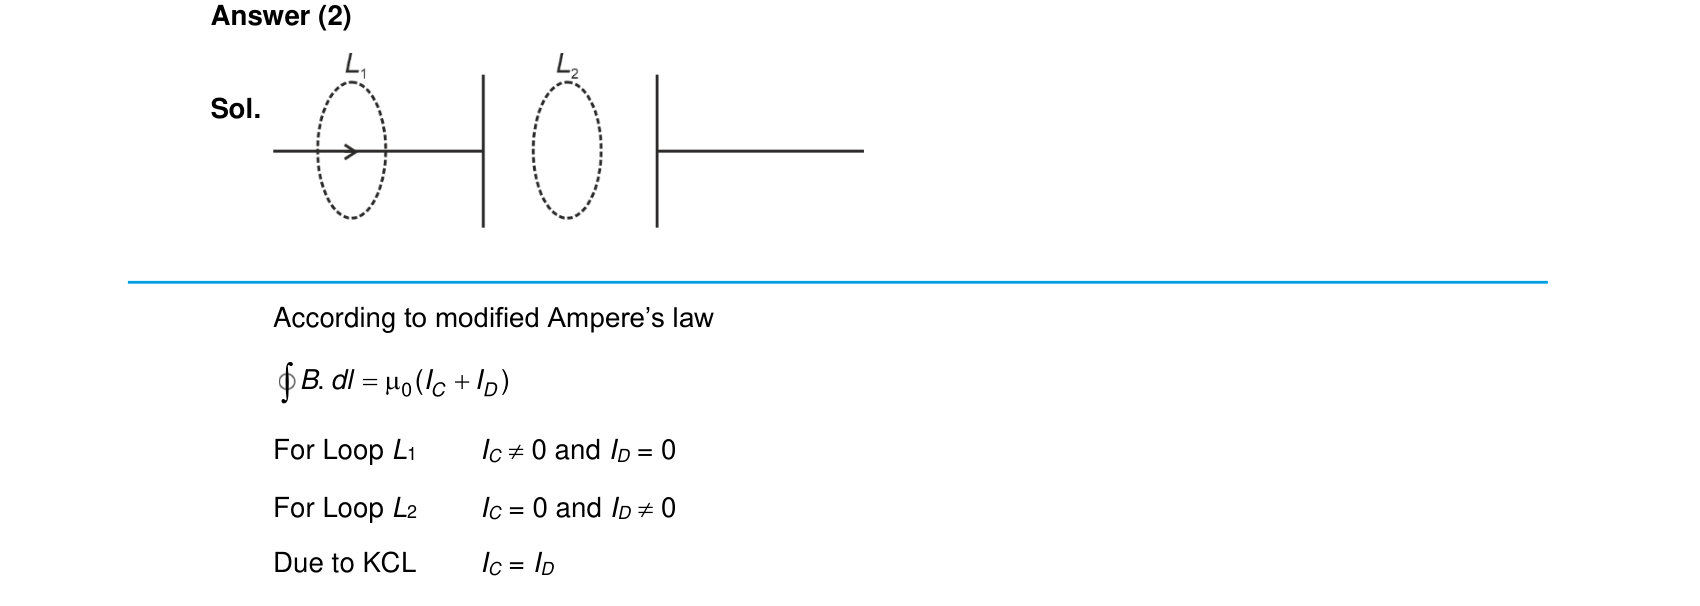 Answer (2)
L₁ L₂
Sol.
According to modified Ampere’s law
∮ B. dl = μ₀(I_C + I_D)
For Loop L₁ I_C ≠ 0 and I_D = 0
For Loop L₂ I_C = 0 and I_D ≠ 0
Due to KCL I_C = I_D